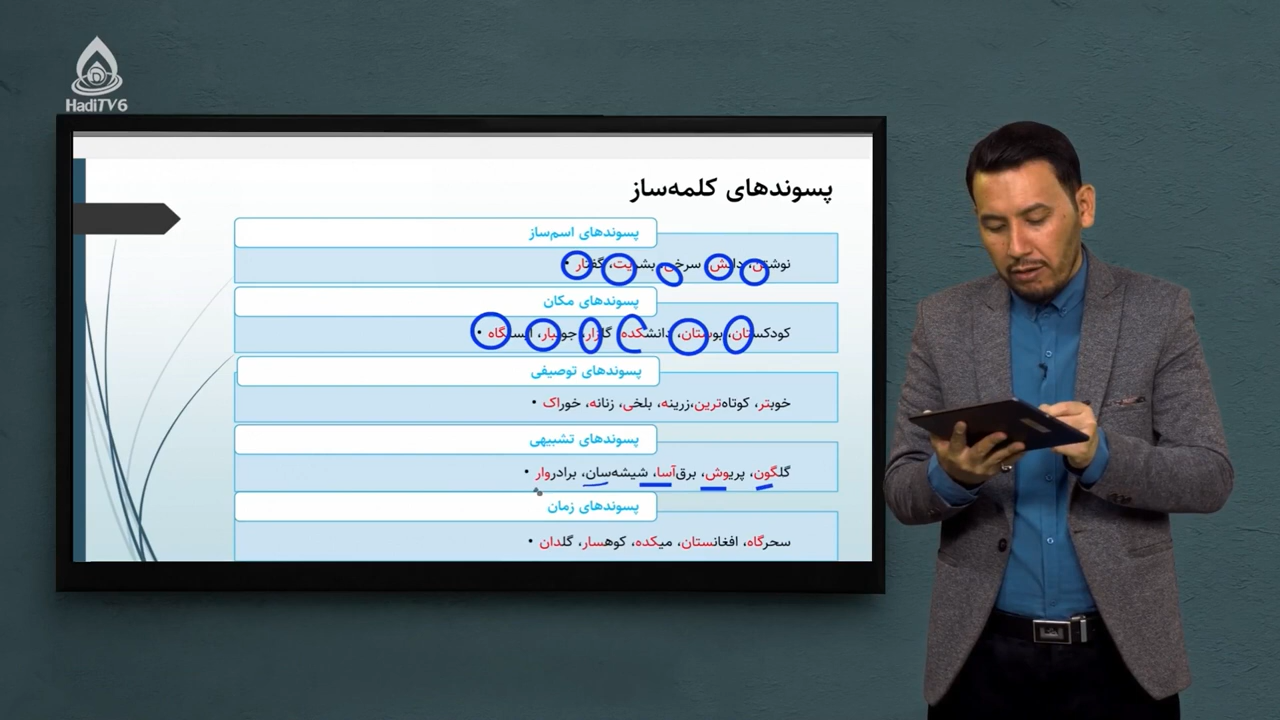 HadiTV6
پسوندهای کلمه‌ساز
پسوندهای اسم‌ساز
نوشتن، دانش، سرخی، بشریت، گفتار •
پسوندهای مکان
کودکستان، بوستان، دانشکده، گلزار، جویبار، ایستگاه •
پسوندهای توصیفی
خوبتر، کوتاه‌ترین،زرینه، بلخی، زنانه، خوراک •
پسوندهای تشبیهی
گلگون، پریوش، برق‌آسا، شیشه‌سان، برادروار •
پسوندهای زمان
سحرگاه، افغانستان، میکده، کوهسار، گلدان •